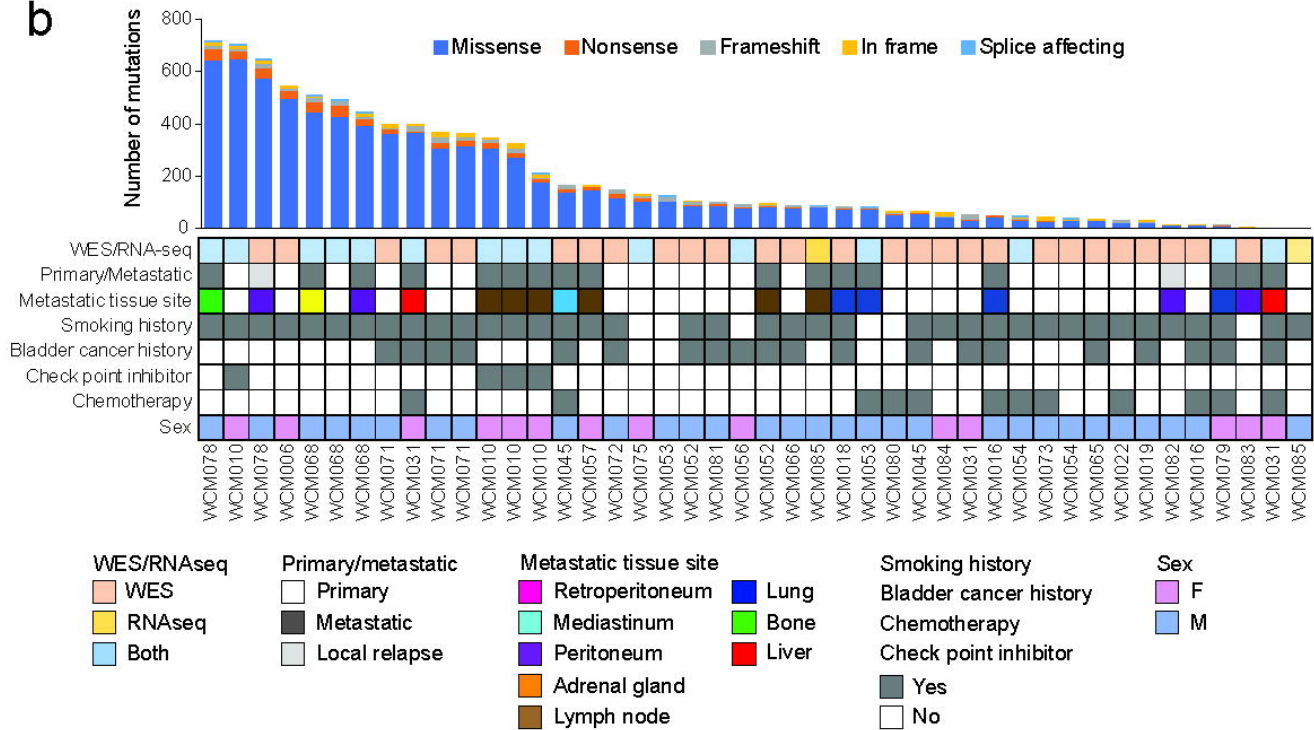 b
800
600
400
200
0
Number of mutations
Missense Nonsense Frameshift In frame Splice affecting
WES/RNA-seq
Primary/Metastatic
Metastatic tissue site
Smoking history
Bladder cancer history
Check point inhibitor
Chemotherapy
Sex
WCM078 WCM010 WCM078 WCM006 WCM068 WCM068 WCM068 WCM071 WCM031 WCM071 WCM071 WCM010 WCM010 WCM010 WCM045 WCM057 WCM072 WCM075 WCM053 WCM052 WCM081 WCM056 WCM052 WCM066 WCM085 WCM018 WCM053 WCM080 WCM045 WCM084 WCM031 WCM016 WCM054 WCM073 WCM054 WCM065 WCM022 WCM019 WCM082 WCM016 WCM079 WCM083 WCM031 WCM085
WES/RNAseq Primary/metastatic Metastatic tissue site Smoking history Sex
WES Primary Retroperitoneum Lung Bladder cancer history F
RNAseq Metastatic Mediastinum Bone Chemotherapy M
Both Local relapse Peritoneum Liver Check point inhibitor
Adrenal gland Yes
Lymph node No